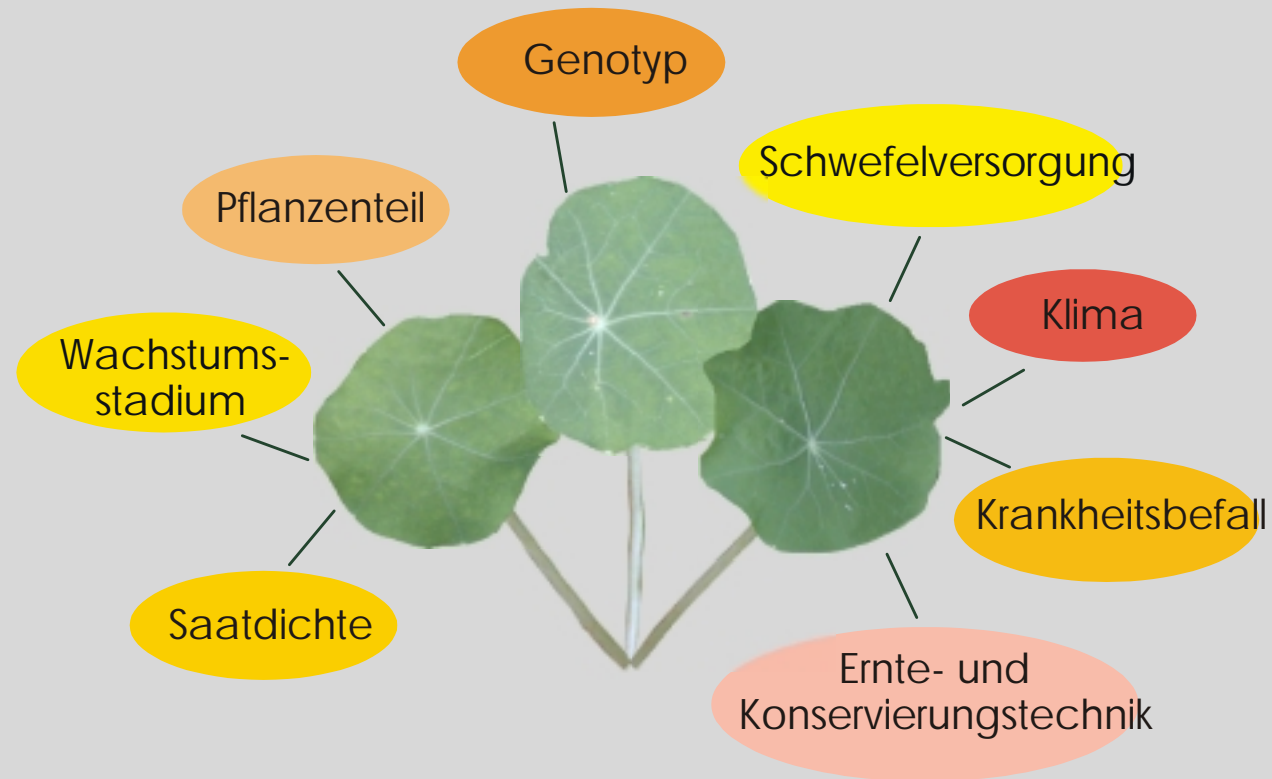 Genotyp
Schwefelversorgung
Pflanzenteil
Klima
Wachstums-
stadium
Krankheitsbefall
Saatdichte
Ernte- und
Konservierungstechnik